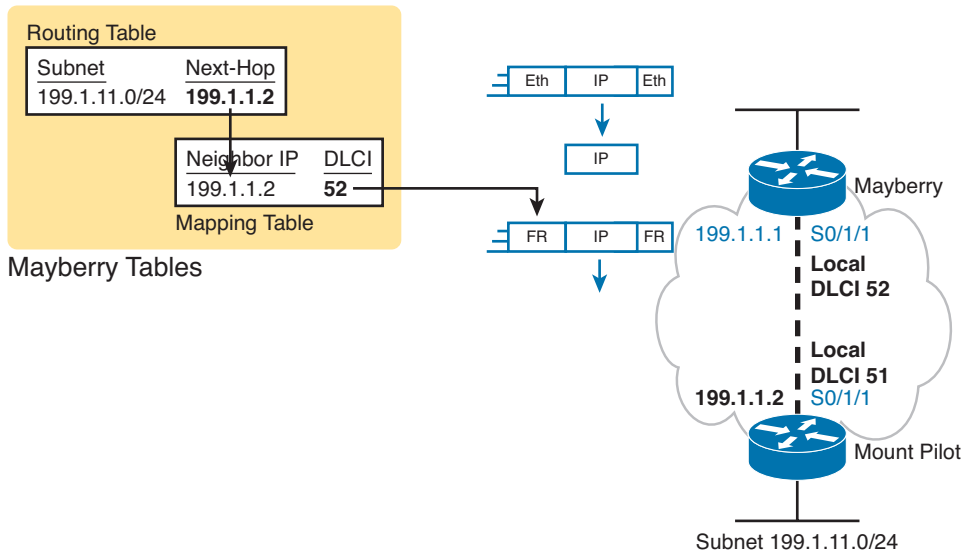 Routing Table
Subnet Next-Hop
199.1.11.0/24 199.1.1.2
Neighbor IP DLCI
199.1.1.2 52
Mapping Table
Mayberry Tables
Eth IP Eth
IP
FR IP FR
Mayberry
199.1.1.1 S0/1/1
Local
DLCI 52
Local
DLCI 51
199.1.1.2 S0/1/1
Mount Pilot
Subnet 199.1.11.0/24